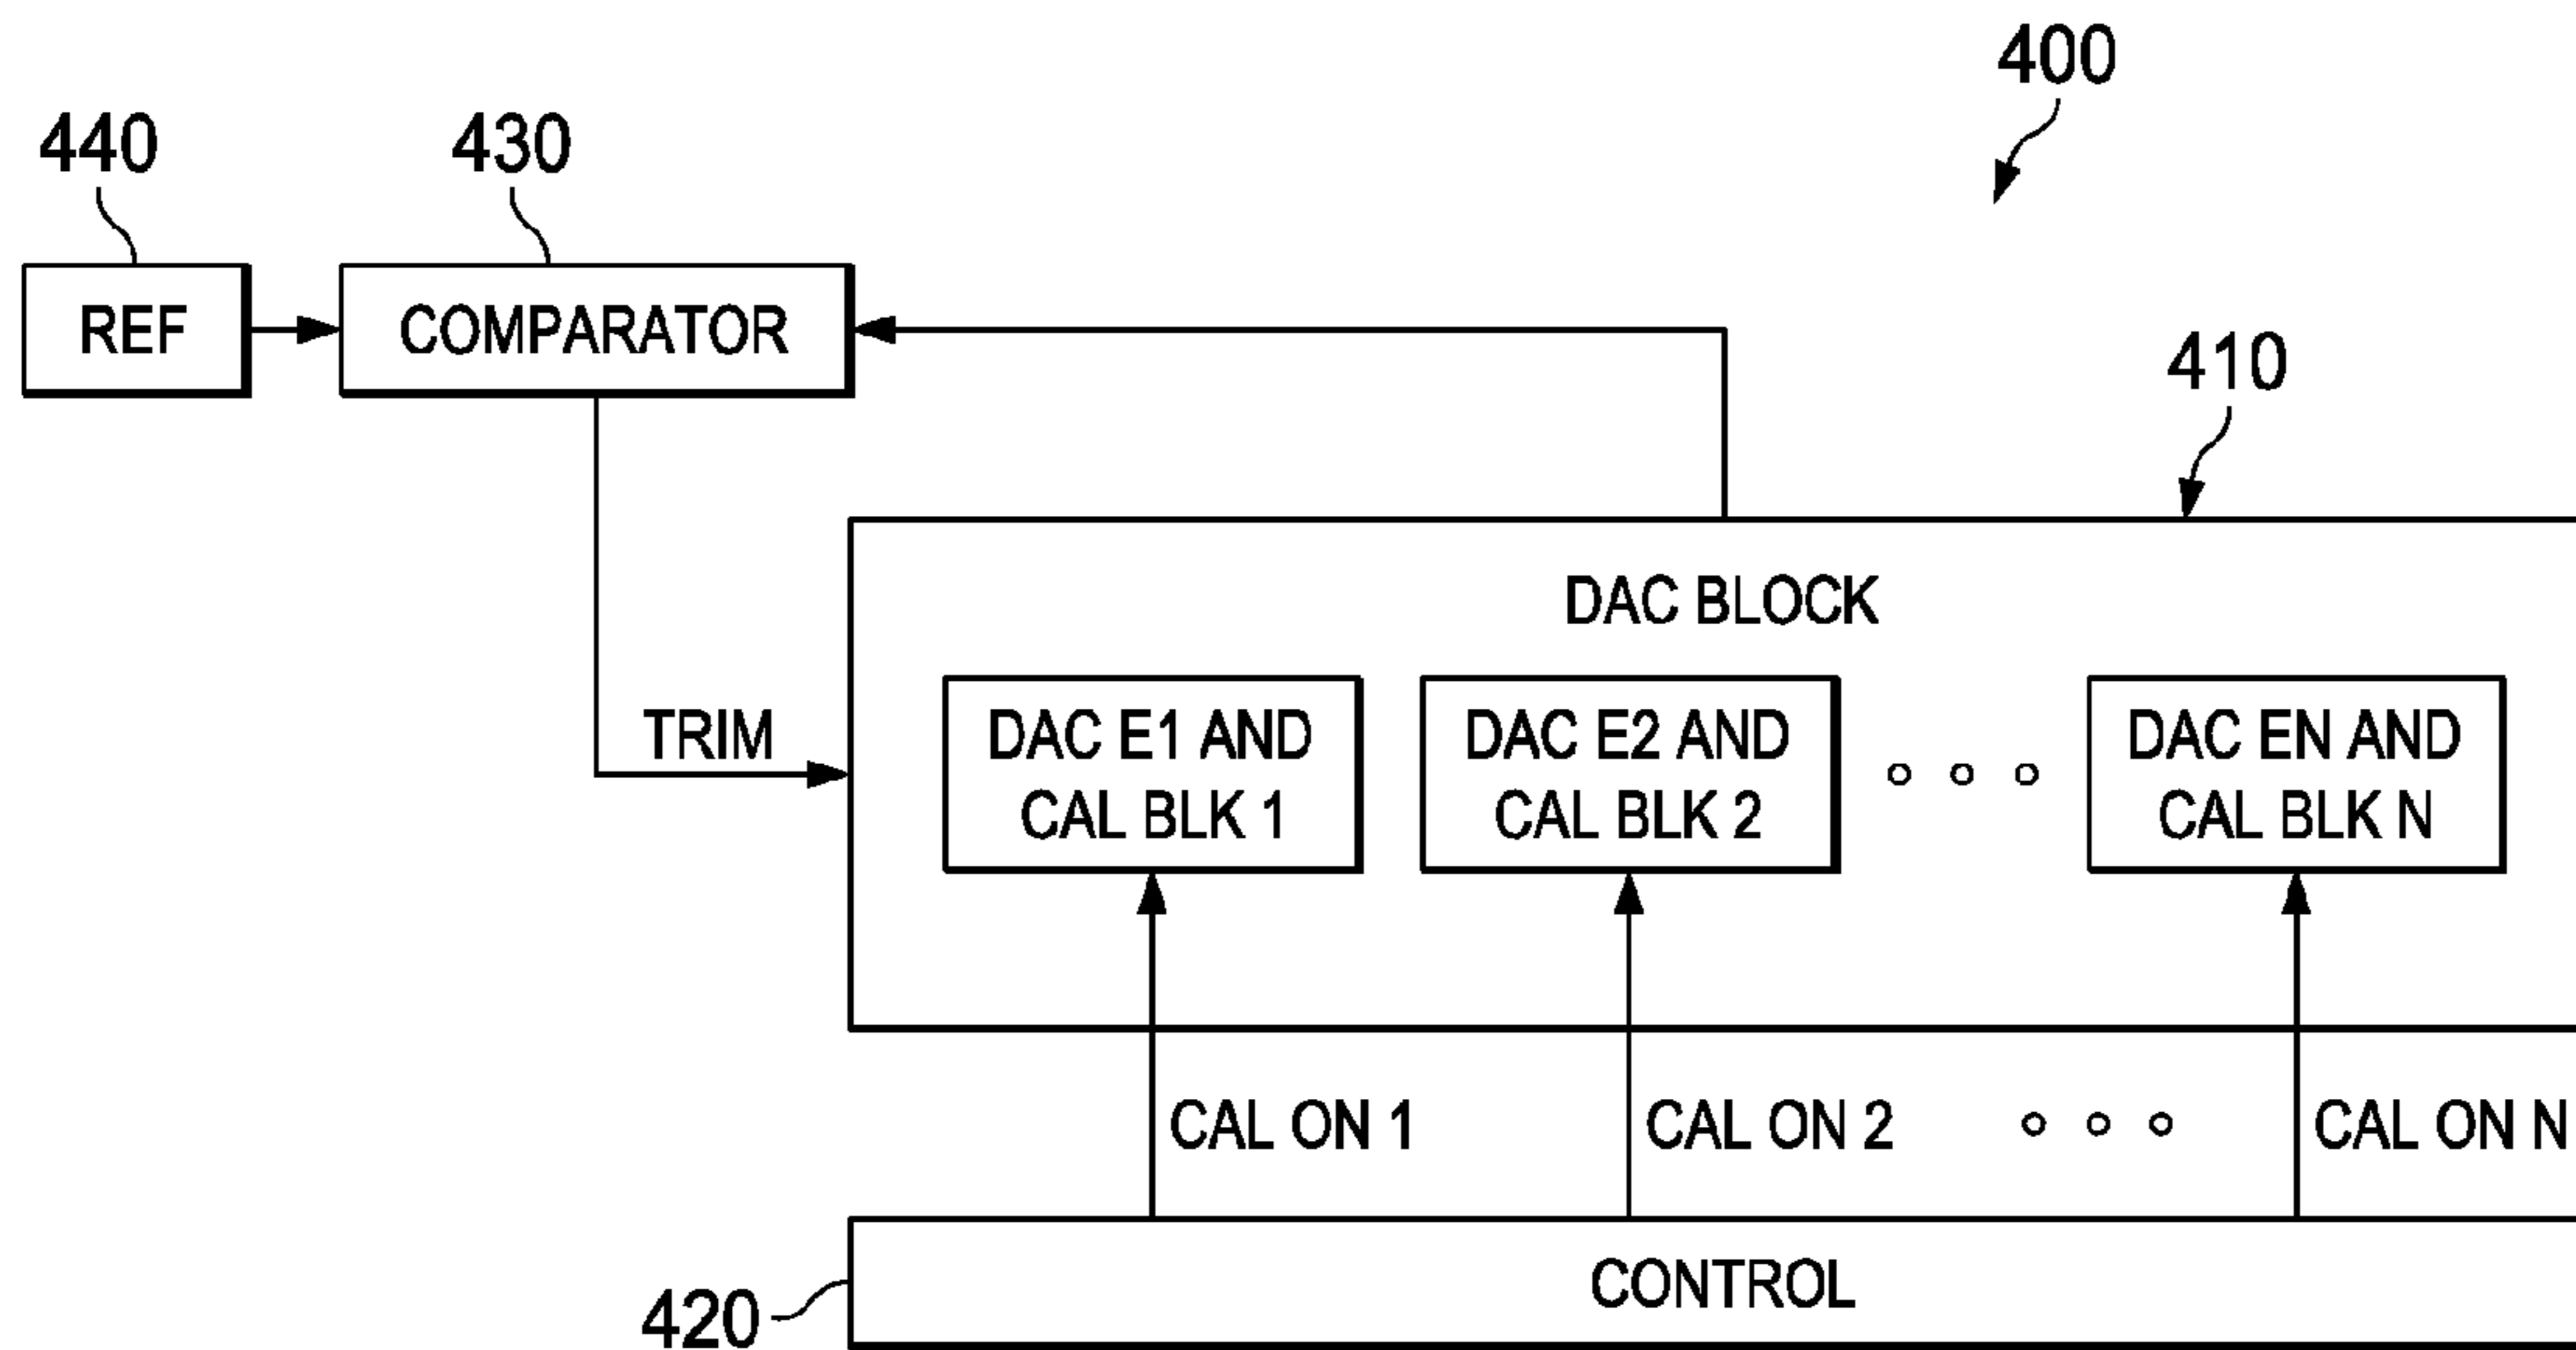 400
440
430
REF
COMPARATOR
410
DAC BLOCK
TRIM
DAC E1 AND
CAL BLK 1
DAC E2 AND
CAL BLK 2
DAC EN AND
CAL BLK N
CAL ON 1
CAL ON 2
CAL ON N
CONTROL
420